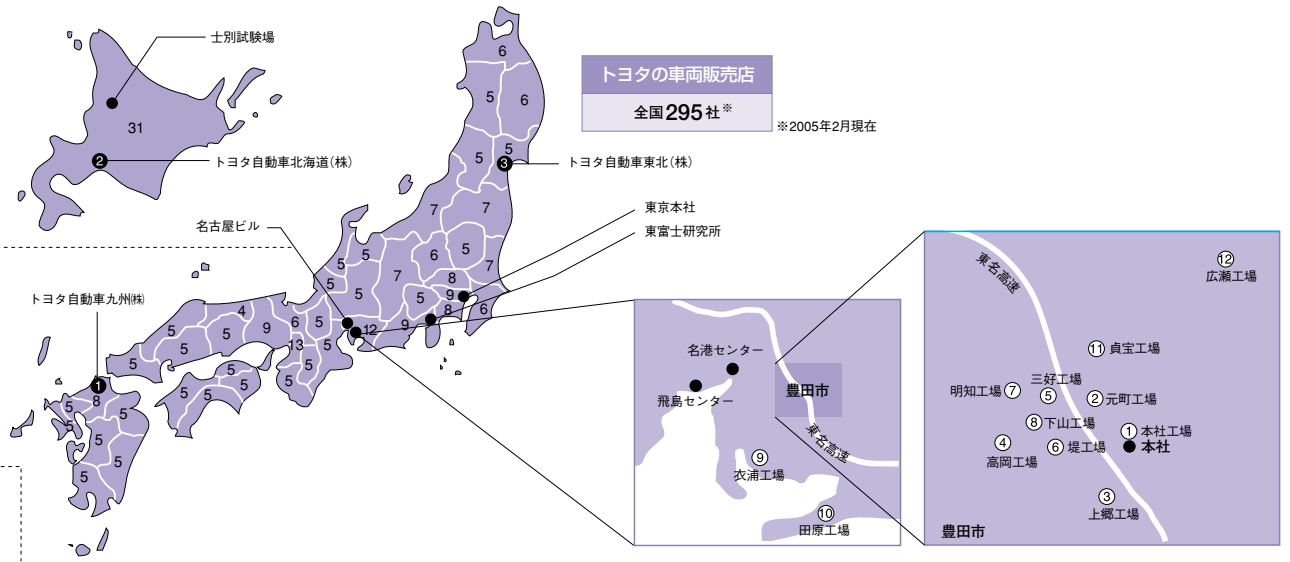 士別試験場
31
❷
トヨタ自動車北海道(株)
6
5
6
5
5
❸
トヨタ自動車東北(株)
トヨタの車両販売店
全国295社※
※2005年2月現在
名古屋ビル
東京本社
東富士研究所
7
7
5
6
5
5
7
7
5
5
8
5
9
8
6
9
12
トヨタ自動車九州㈱
4
5
5
5
5
9
6
5
13
5
5
5
5
5
5
5
5
❶
8
5
5
5
5
5
5
名港センター
飛島センター
豊田市
東名高速
⑨
衣浦工場
⑩
田原工場
東名高速
⑫
広瀬工場
⑪貞宝工場
三好工場
明知工場⑦
⑤
②元町工場
⑧下山工場
①本社工場
④
高岡工場
⑥堤工場
本社
③
上郷工場
豊田市